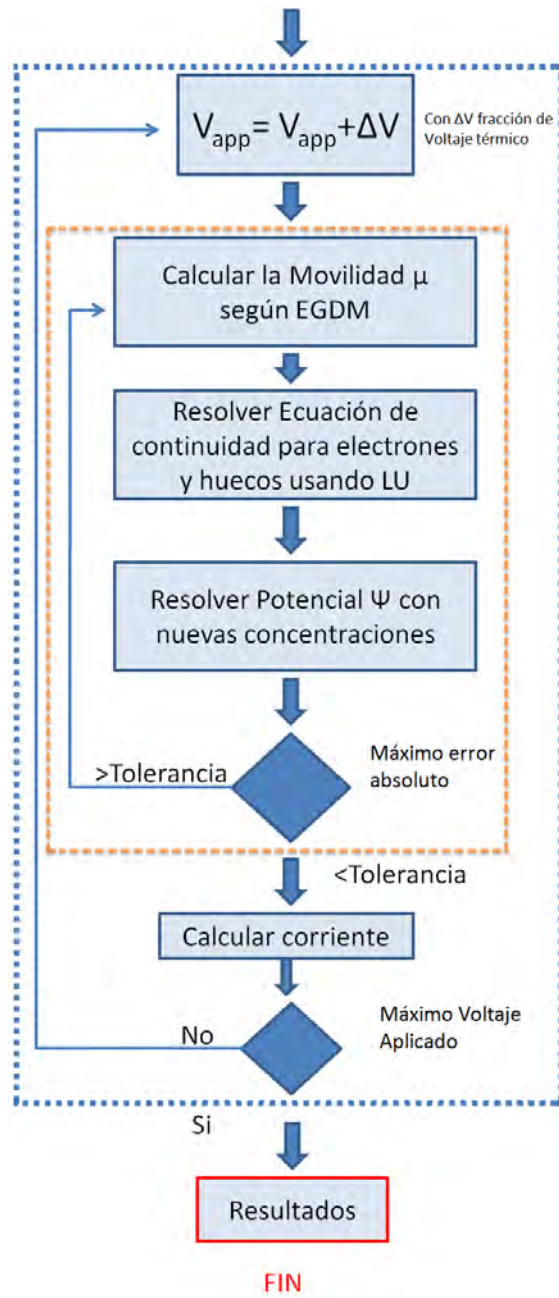 Vapp= Vapp+ΔV
Con ΔV fracción de
Voltaje térmico
Calcular la Movilidad μ
según EGDM
Resolver Ecuación de
continuidad para electrones
y huecos usando LU
Resolver Potencial Ψ con
nuevas concentraciones
>Tolerancia
Máximo error
absoluto
<Tolerancia
Calcular corriente
No
Máximo Voltaje
Aplicado
Si
Resultados
FIN